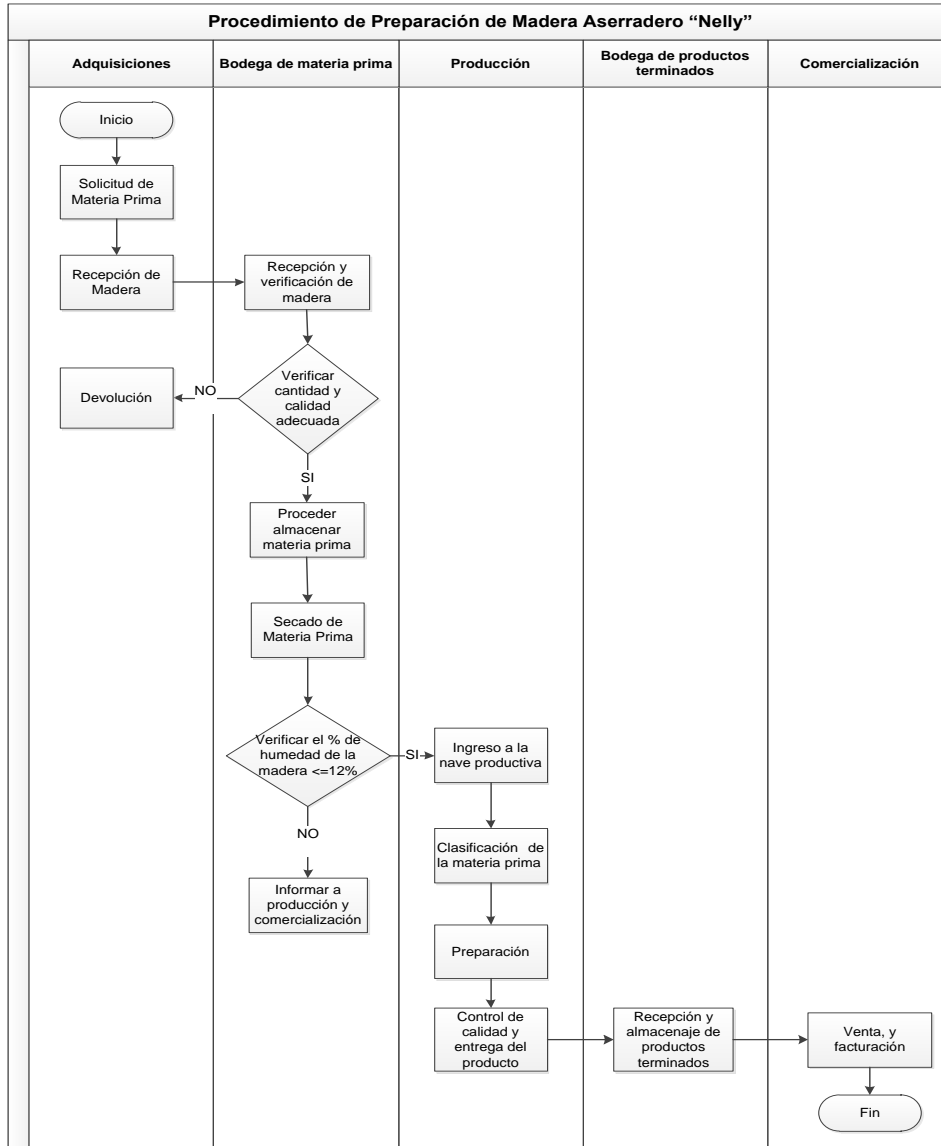 Procedimiento de Preparación de Madera Aserradero “Nelly”
Adquisiciones
Bodega de materia prima
Producción
Bodega de productos
terminados
Comercialización
Inicio
Solicitud de
Materia Prima
Recepción de
Madera
Recepción y
verificación de
madera
Verificar
cantidad y
calidad
adecuada
NO
Devolución
SI
Proceder
almacenar
materia prima
Secado de
Materia Prima
Verificar el % de
humedad de la
madera <=12%
SI
Ingreso a la
nave productiva
NO
Informar a
producción y
comercialización
Clasificación de
la materia prima
Preparación
Control de
calidad y
entrega del
producto
Recepción y
almacenaje de
productos
terminados
Venta, y
facturación
Fin